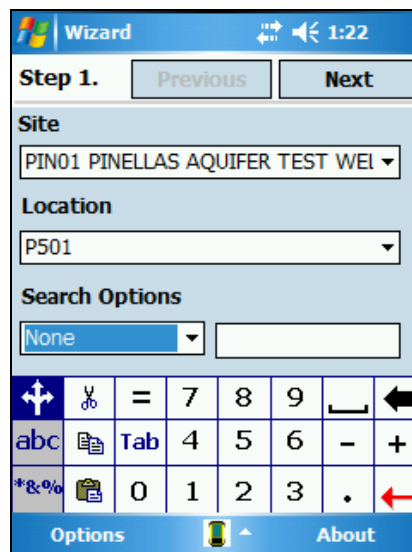 Wizard 1:22
Step 1. Previous Next
Site
PIN01 PINELLAS AQUIFER TEST WEL
Location
P501
Search Options
None
= 7 8 9
abc Tab 4 5 6 - +
*&% 0 1 2 3 .
Options About